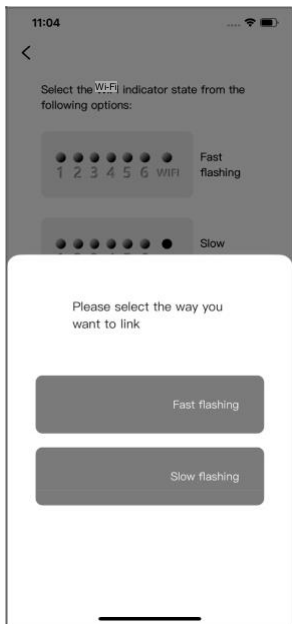 11:04
Select the Wi-Fi indicator state from the
following options:
1 2 3 4 5 6 WIFI
Fast
flashing
Slow
Please select the way you
want to link
Fast flashing
Slow flashing